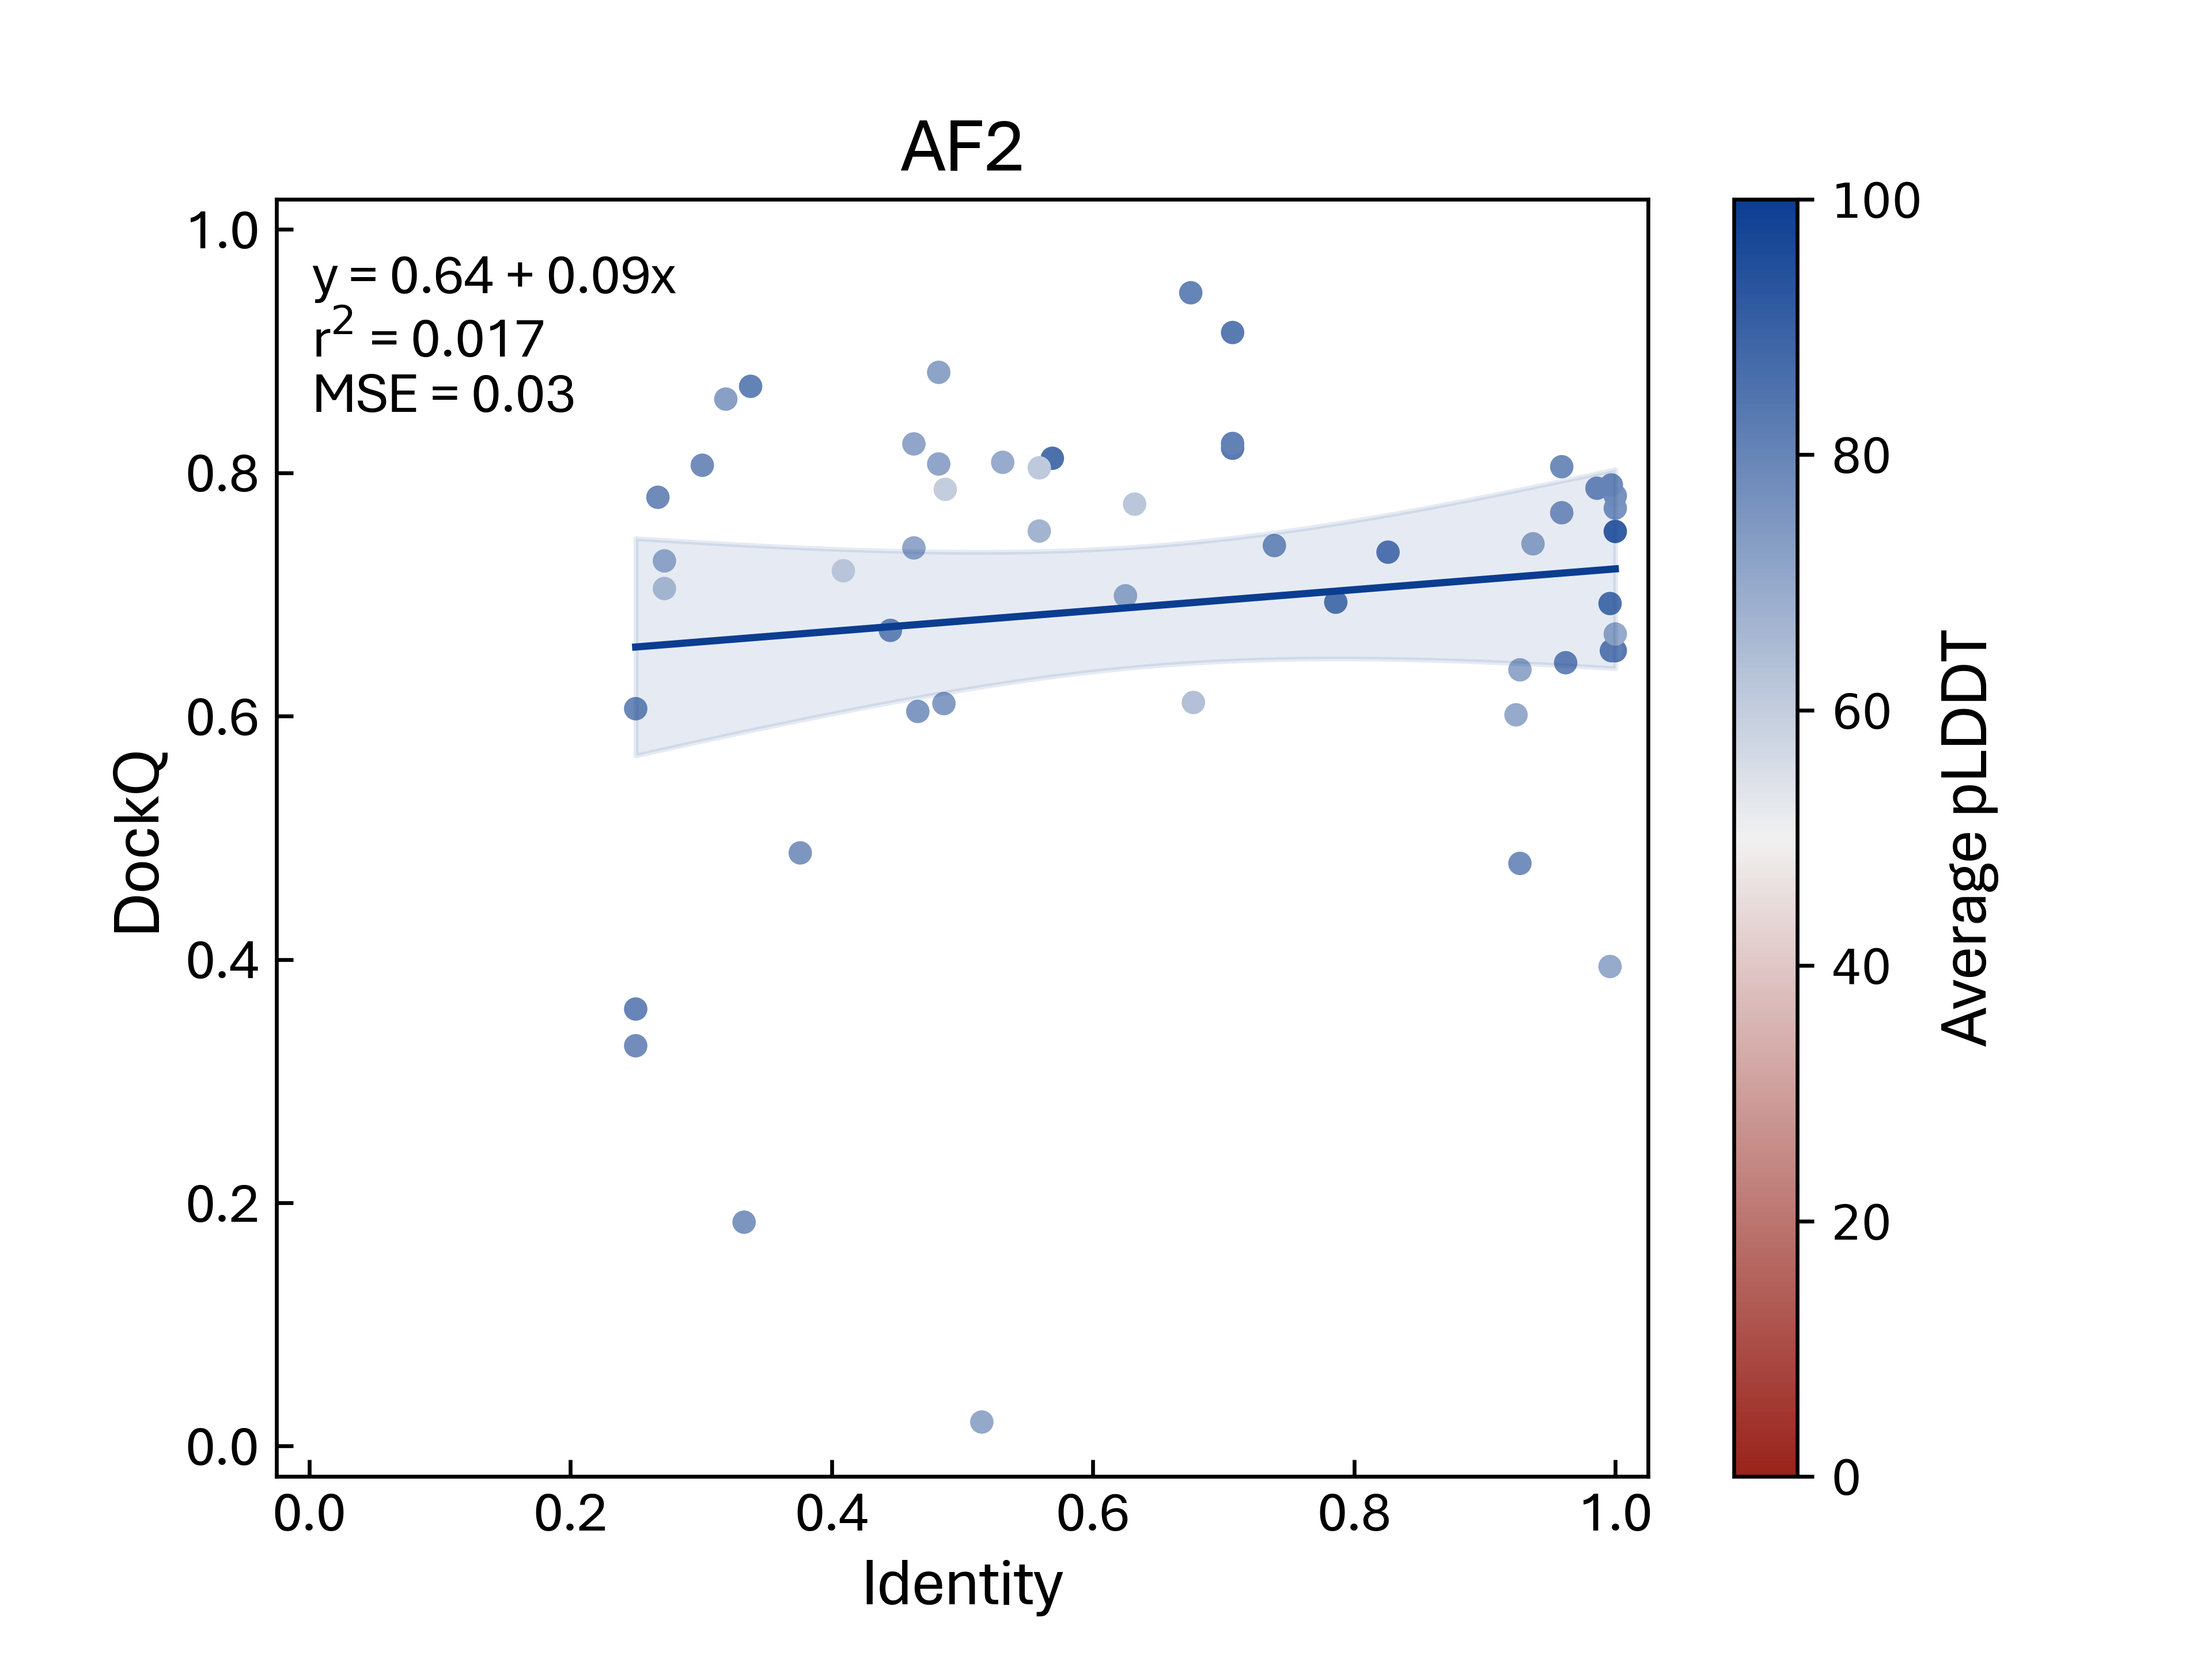 AF2
y = 0.64 + 0.09x
r² = 0.017
MSE = 0.03
DockQ
1.0
0.8
0.6
0.4
0.2
0.0
0.0 0.2 0.4 0.6 0.8 1.0
Identity
100
80
60
40
20
0
Average pLDDT